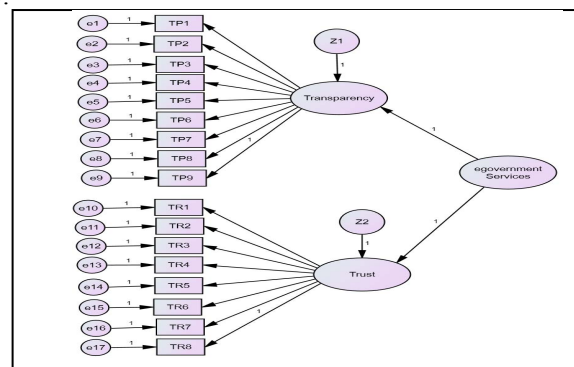 e1 1 TP1
e2 1 TP2
e3 1 TP3
e4 1 TP4
e5 1 TP5
e6 1 TP6
e7 1 TP7
e8 1 TP8
e9 1 TP9
1
Z1
1
Transparency
1
egovernment
Services
1
e10 1 TR1
e11 1 TR2
e12 1 TR3
e13 1 TR4
e14 1 TR5
e15 1 TR6
e16 1 TR7
e17 1 TR8
1
Z2
1
Trust